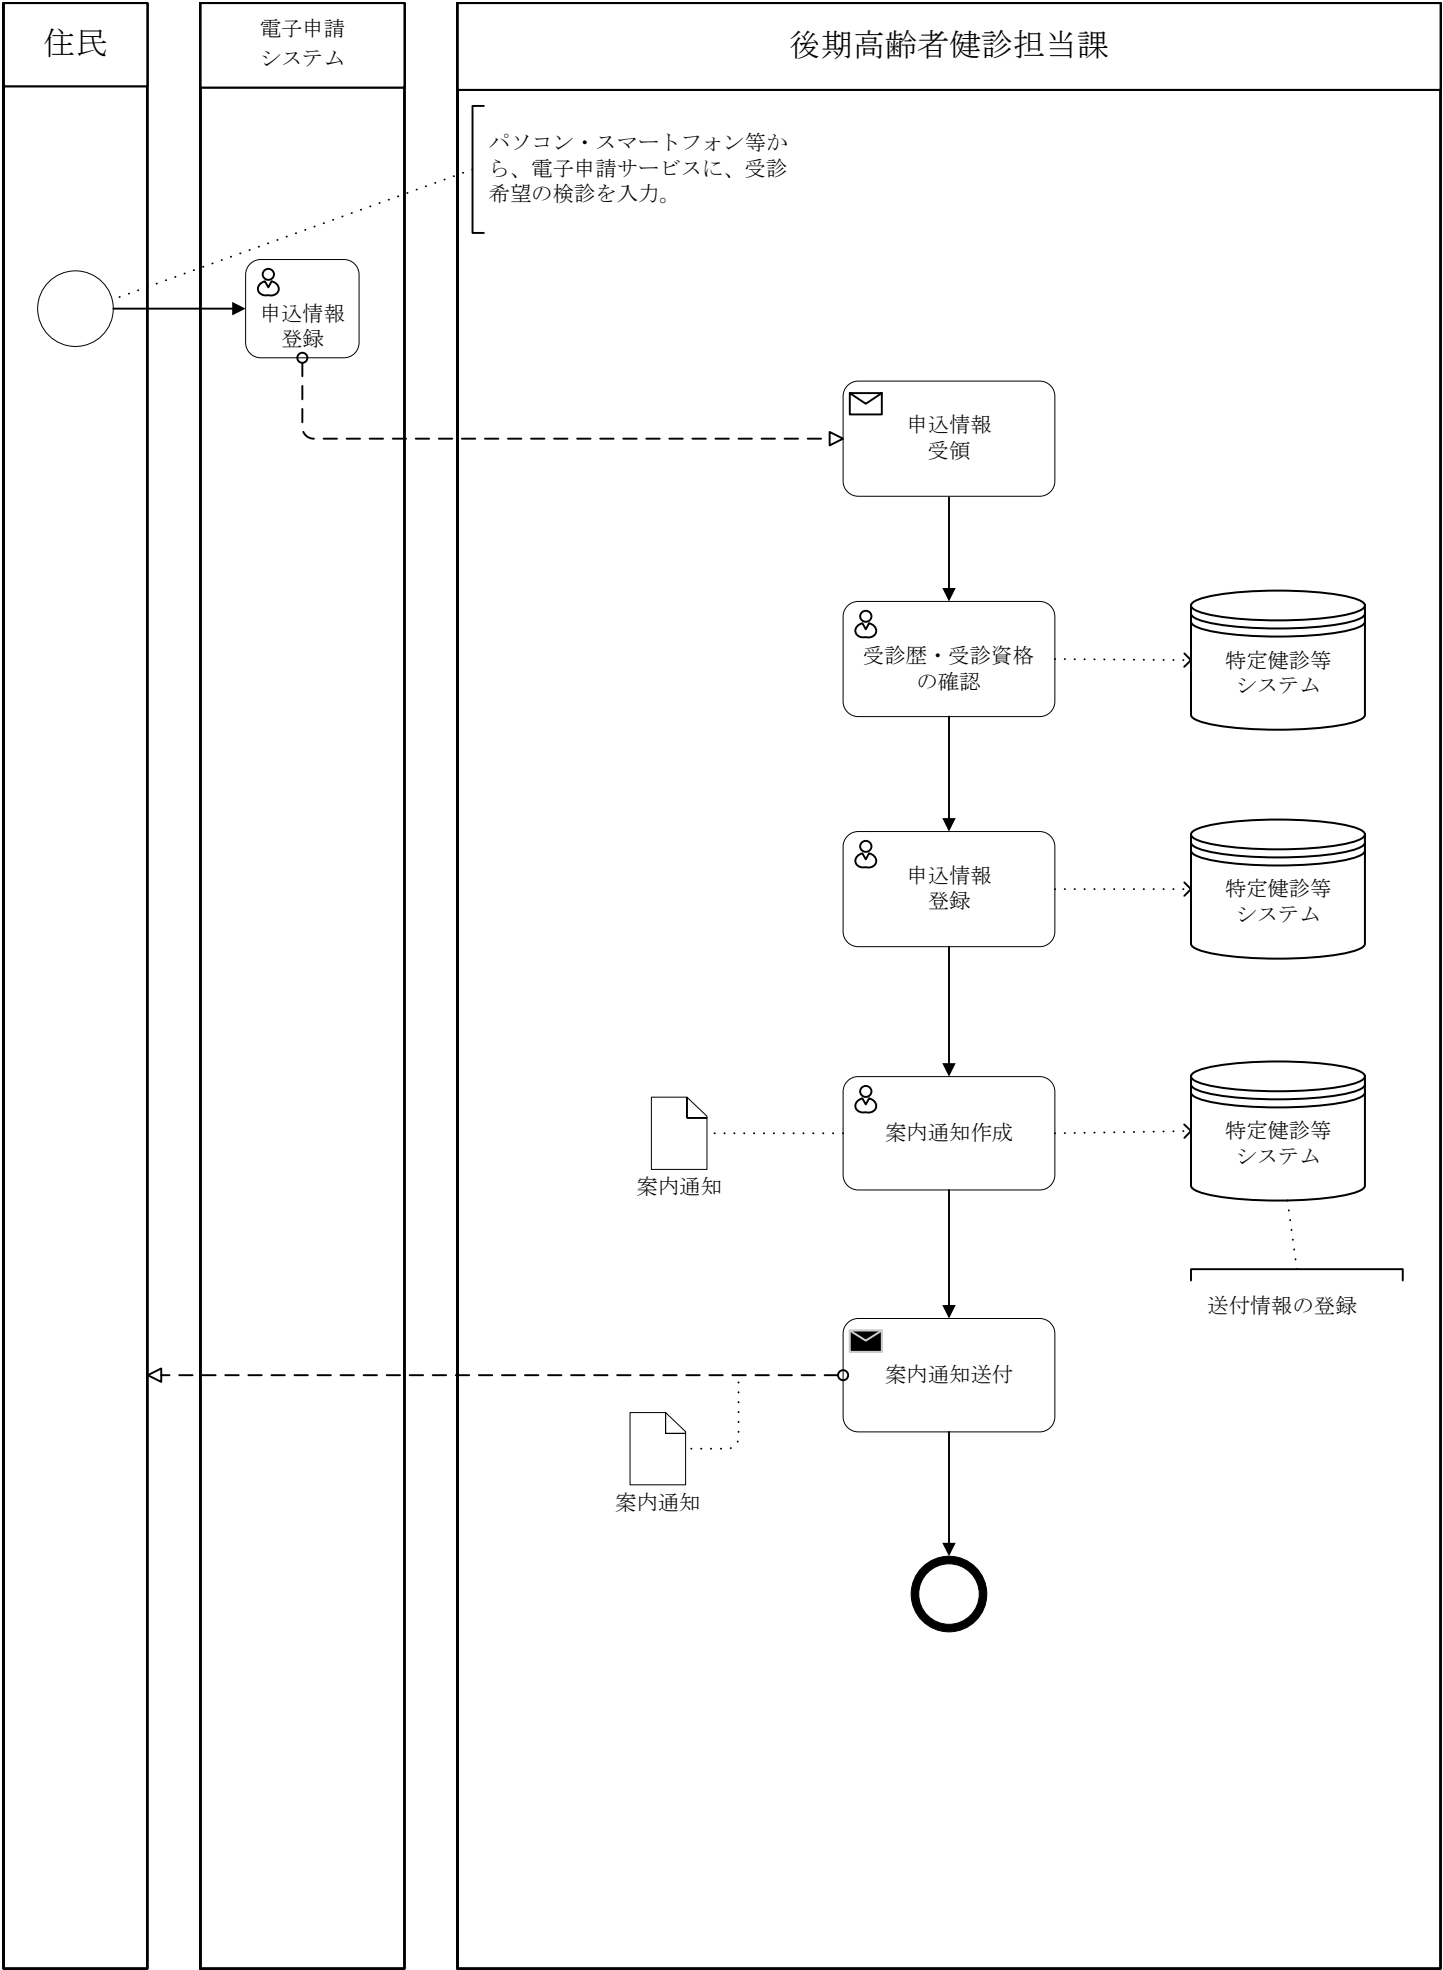 住民
電子申請
システム
後期高齢者健診担当課
パソコン・スマートフォン等か
ら、電子申請サービスに、受診
希望の検診を入力。
申込情報
登録
申込情報
受領
受診歴・受診資格
の確認
特定健診等
システム
申込情報
登録
特定健診等
システム
案内通知作成
特定健診等
システム
案内通知
送付情報の登録
案内通知送付
案内通知